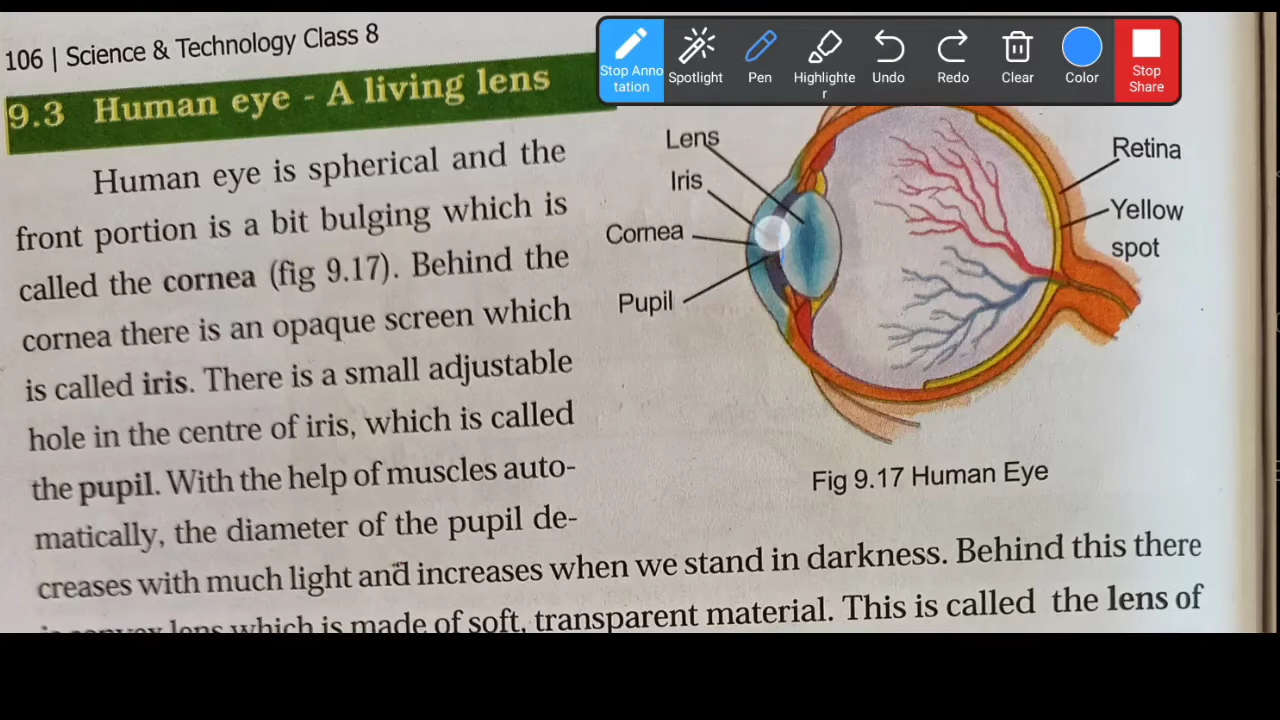 106 | Science & Technology Class 8
Stop Anno
tation
Spotlight
Pen
Highlighte
r
Undo
Redo
Clear
Color
Stop
Share
9.3 Human eye - A living lens
Human eye is spherical and the
front portion is a bit bulging which is
called the cornea (fig 9.17). Behind the
cornea there is an opaque screen which
is called iris. There is a small adjustable
hole in the centre of iris, which is called
the pupil. With the help of muscles auto-
matically, the diameter of the pupil de-
creases with much light and increases when we stand in darkness. Behind this there
is convex lens which is made of soft, transparent material. This is called the lens of
Lens
Iris
Cornea
Pupil
Retina
Yellow
spot
Fig 9.17 Human Eye